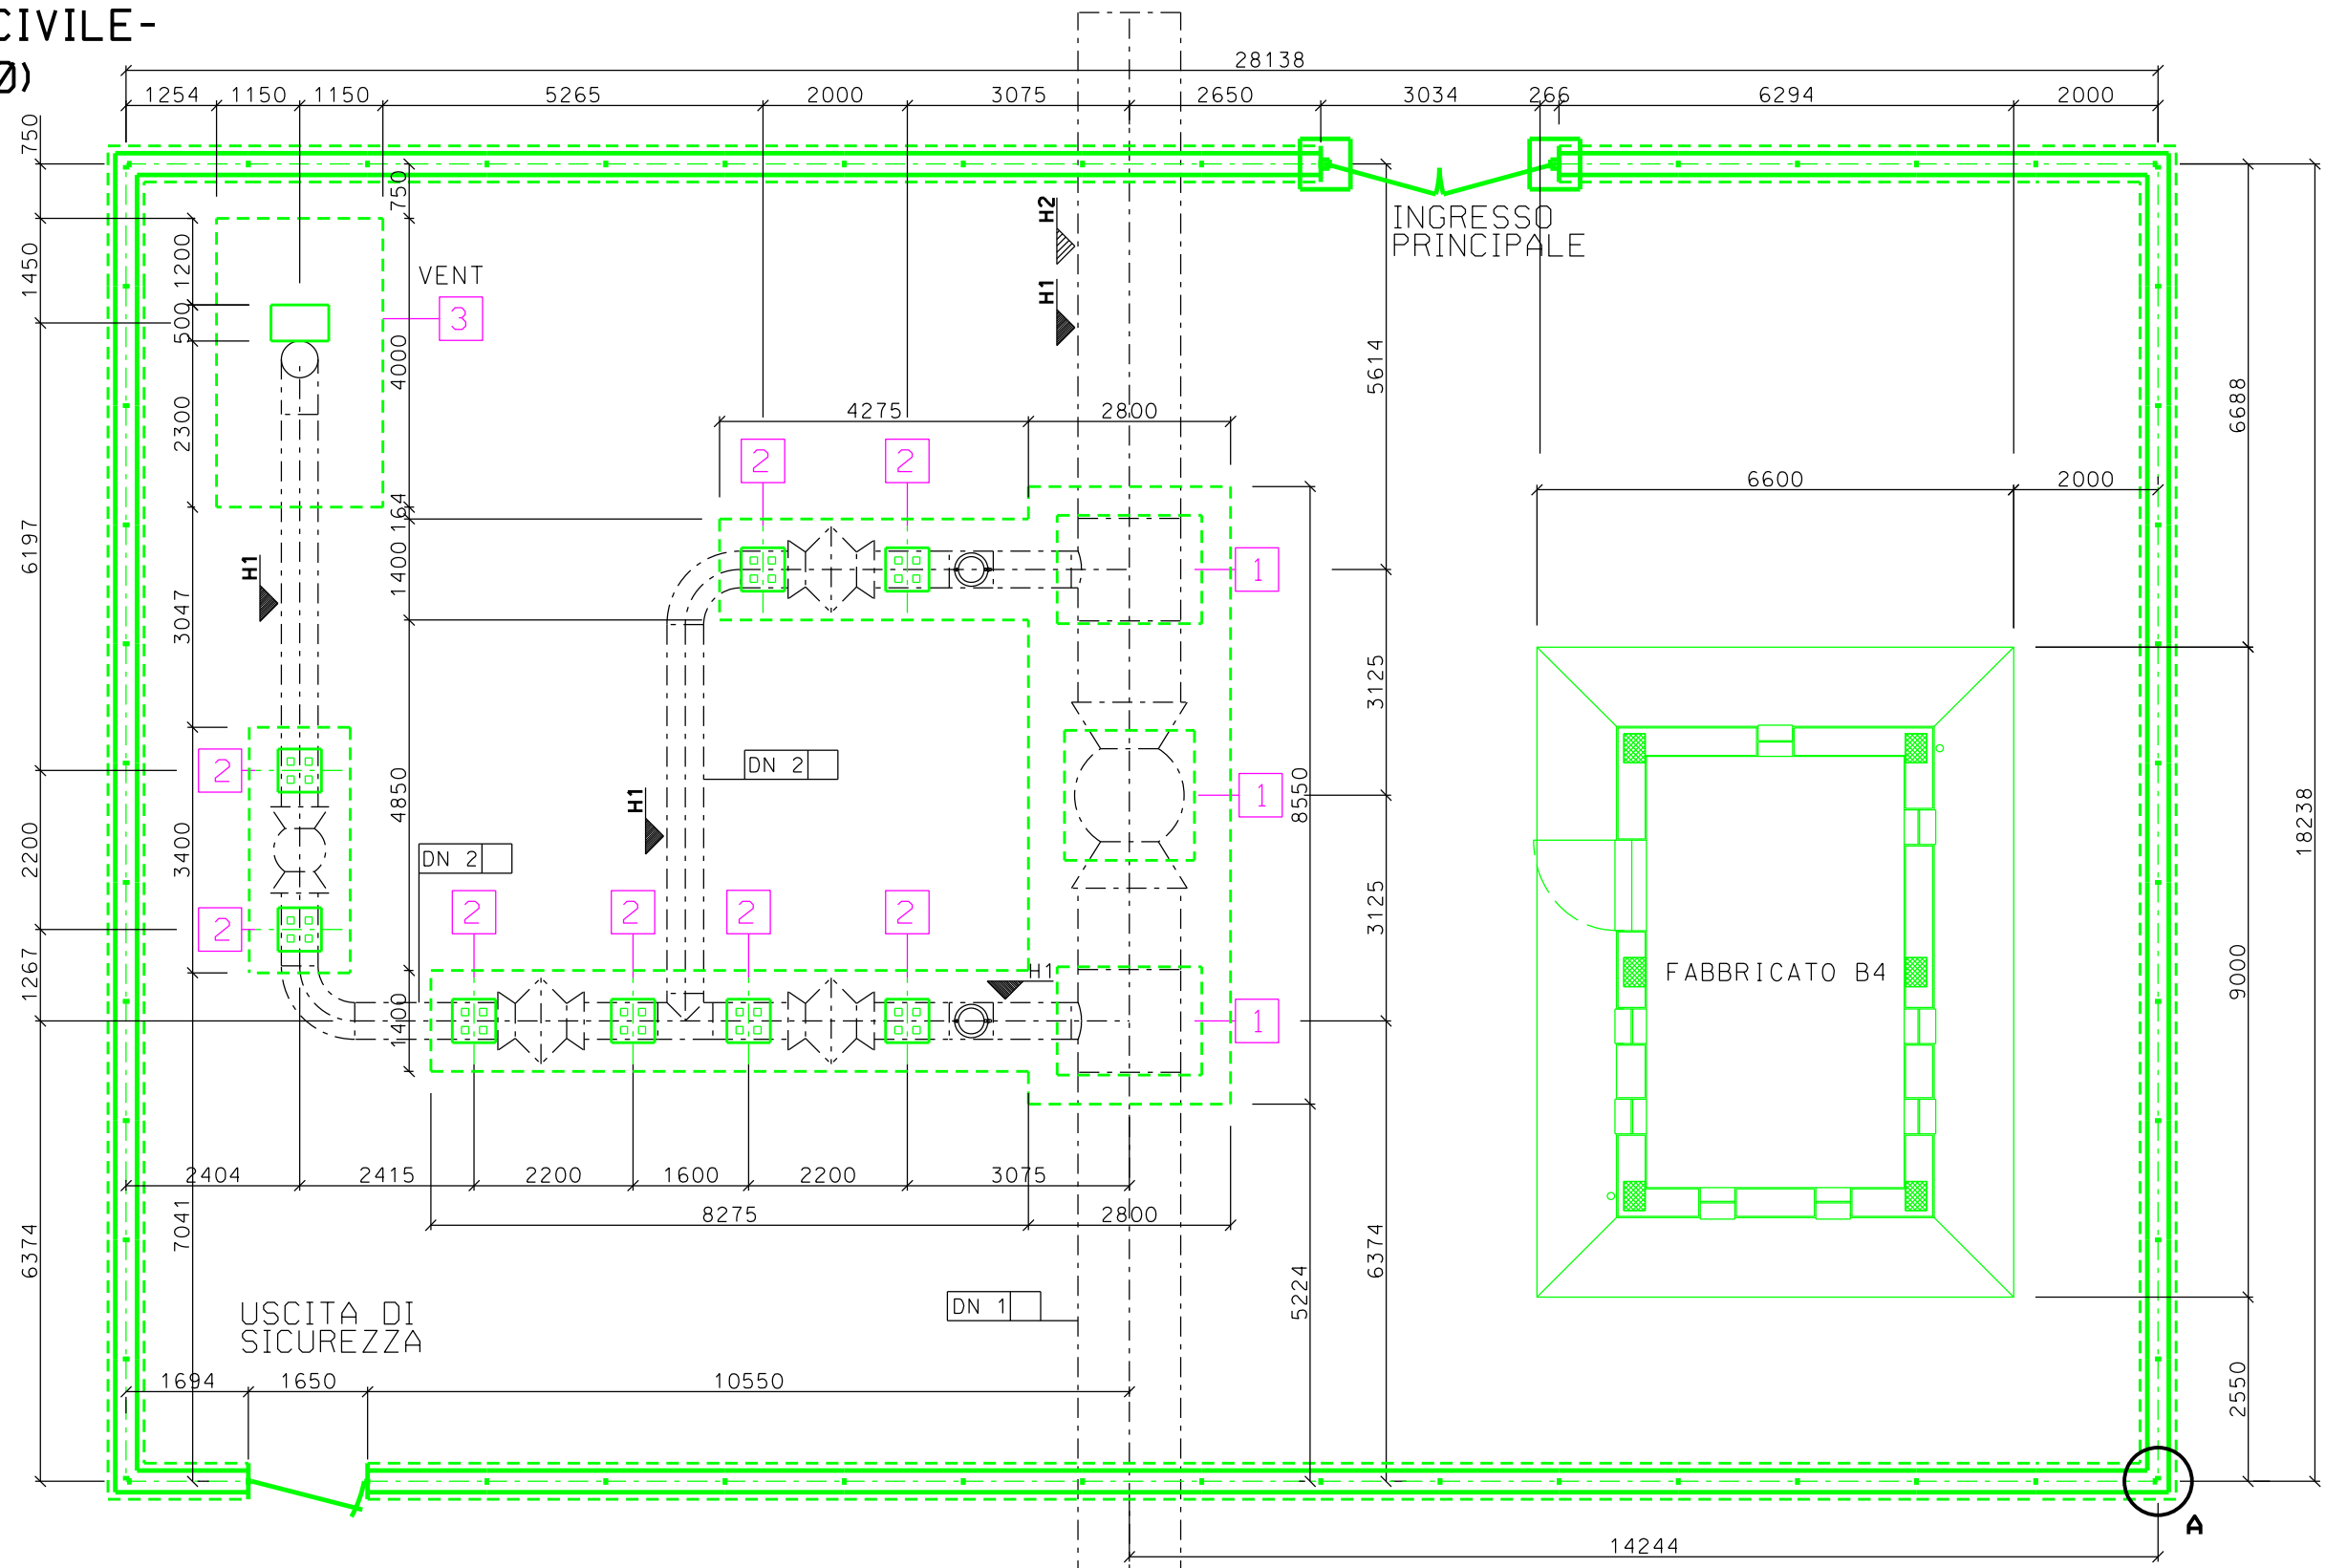 CIVILE-
Ø)
28138
1254 1150 1150 5265 2000 3075 2650 3034 266 6294 2000
750
750
1450
1200
H2
INGRESSO
PRINCIPALE
VENT
3
H1
500
4000
5614
6688
2300
4275 2800
2 2
6600 2000
164
6197
1400
H1
1
3047
3125
DN 2
2
1
4850
H1
8550
18238
2200
3400
DN 2
3125
2
2 2 2 2
1267
H1
FABBRICATO B4
9000
1400
1
2404 2415 2200 1600 2200 3075
8275 2800
7041
6374
6374
5224
DN 1
USCITA DI
SICUREZZA
1694 1650 10550
2550
A
14244